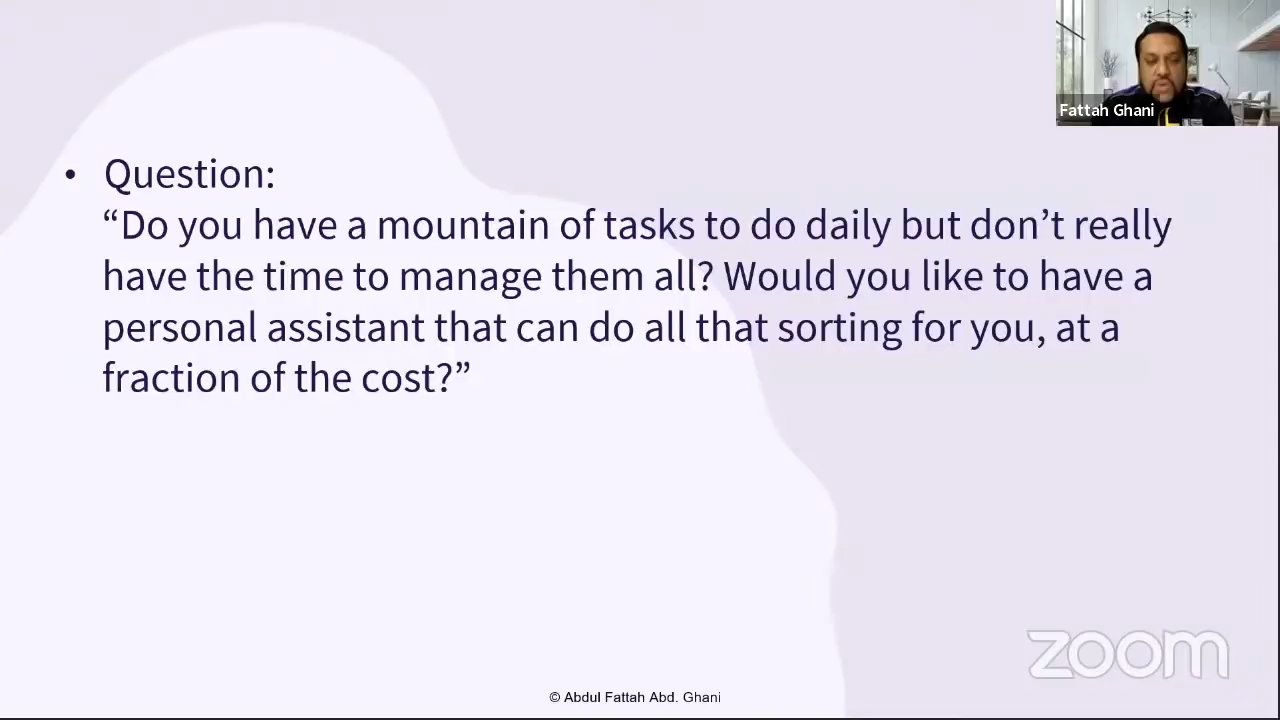 Fattah Ghani
• Question:
“Do you have a mountain of tasks to do daily but don’t really
have the time to manage them all? Would you like to have a
personal assistant that can do all that sorting for you, at a
fraction of the cost?”
zoom
© Abdul Fattah Abd. Ghani